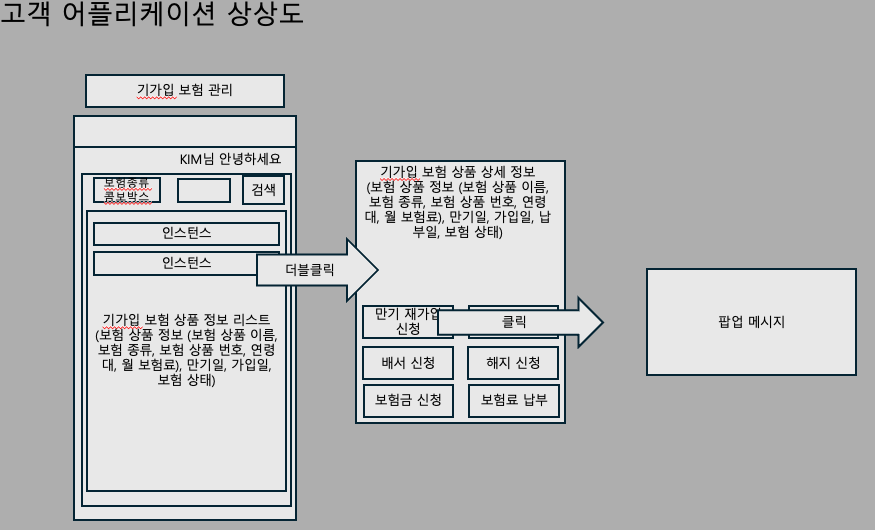 고객 어플리케이션 상상도
기가입 보험 관리
KIM님 안녕하세요
보험종류
콤보박스
검색
인스턴스
인스턴스
기가입 보험 상품 정보 리스트
(보험 상품 정보 (보험 상품 이름,
보험 종류, 보험 상품 번호, 연령
대, 월 보험료), 만기일, 가입일,
보험 상태)
더블클릭
기가입 보험 상품 상세 정보
(보험 상품 정보 (보험 상품 이름,
보험 종류, 보험 상품 번호, 연령
대, 월 보험료), 만기일, 가입일, 납
부일, 보험 상태)
만기 재가입
신청
클릭
배서 신청
해지 신청
보험금 신청
보험료 납부
팝업 메시지